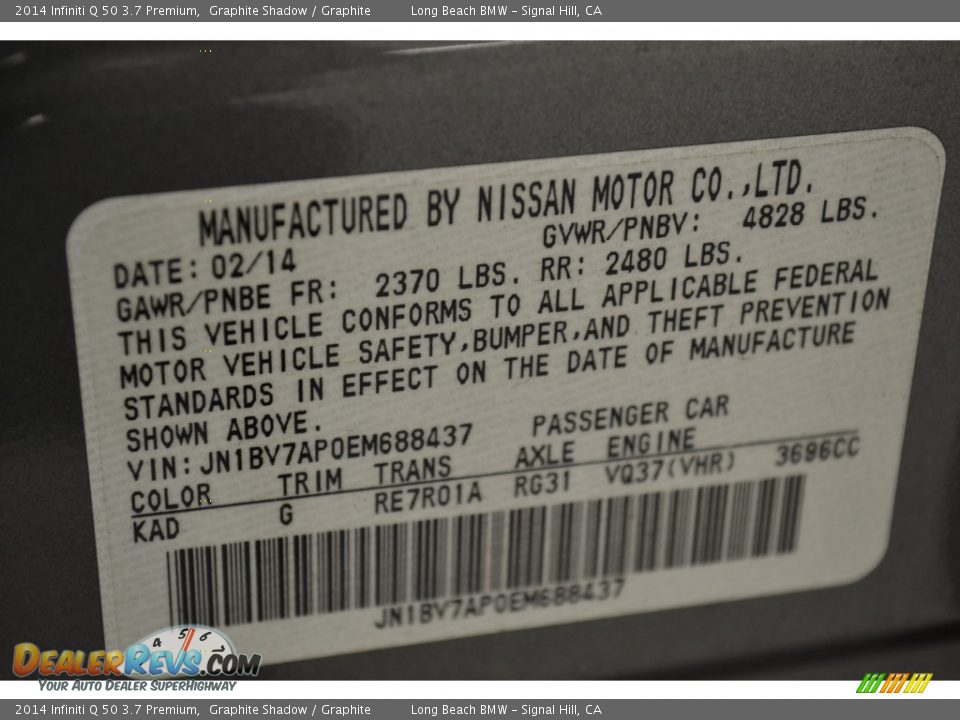 2014 Infiniti Q 50 3.7 Premium, Graphite Shadow / Graphite Long Beach BMW - Signal Hill, CA
MANUFACTURED BY NISSAN MOTOR CO.,LTD.
DATE: 02/14 GVWR/PNBV: 4828 LBS.
GAWR/PNBE FR: 2370 LBS. RR: 2480 LBS.
THIS VEHICLE CONFORMS TO ALL APPLICABLE FEDERAL
MOTOR VEHICLE SAFETY,BUMPER,AND THEFT PREVENTION
STANDARDS IN EFFECT ON THE DATE OF MANUFACTURE
SHOWN ABOVE.
VIN: JN1BV7AP0EM688437 PASSENGER CAR
COLOR TRIM TRANS AXLE ENGINE
KAD G RE7R01A RG31 VQ37(VHR) 3696CC
JN1BV7AP0EM688437
4 5 6
DEALERREVS.COM
YOUR AUTO DEALER SUPERHIGHWAY
2014 Infiniti Q 50 3.7 Premium, Graphite Shadow / Graphite Long Beach BMW - Signal Hill, CA